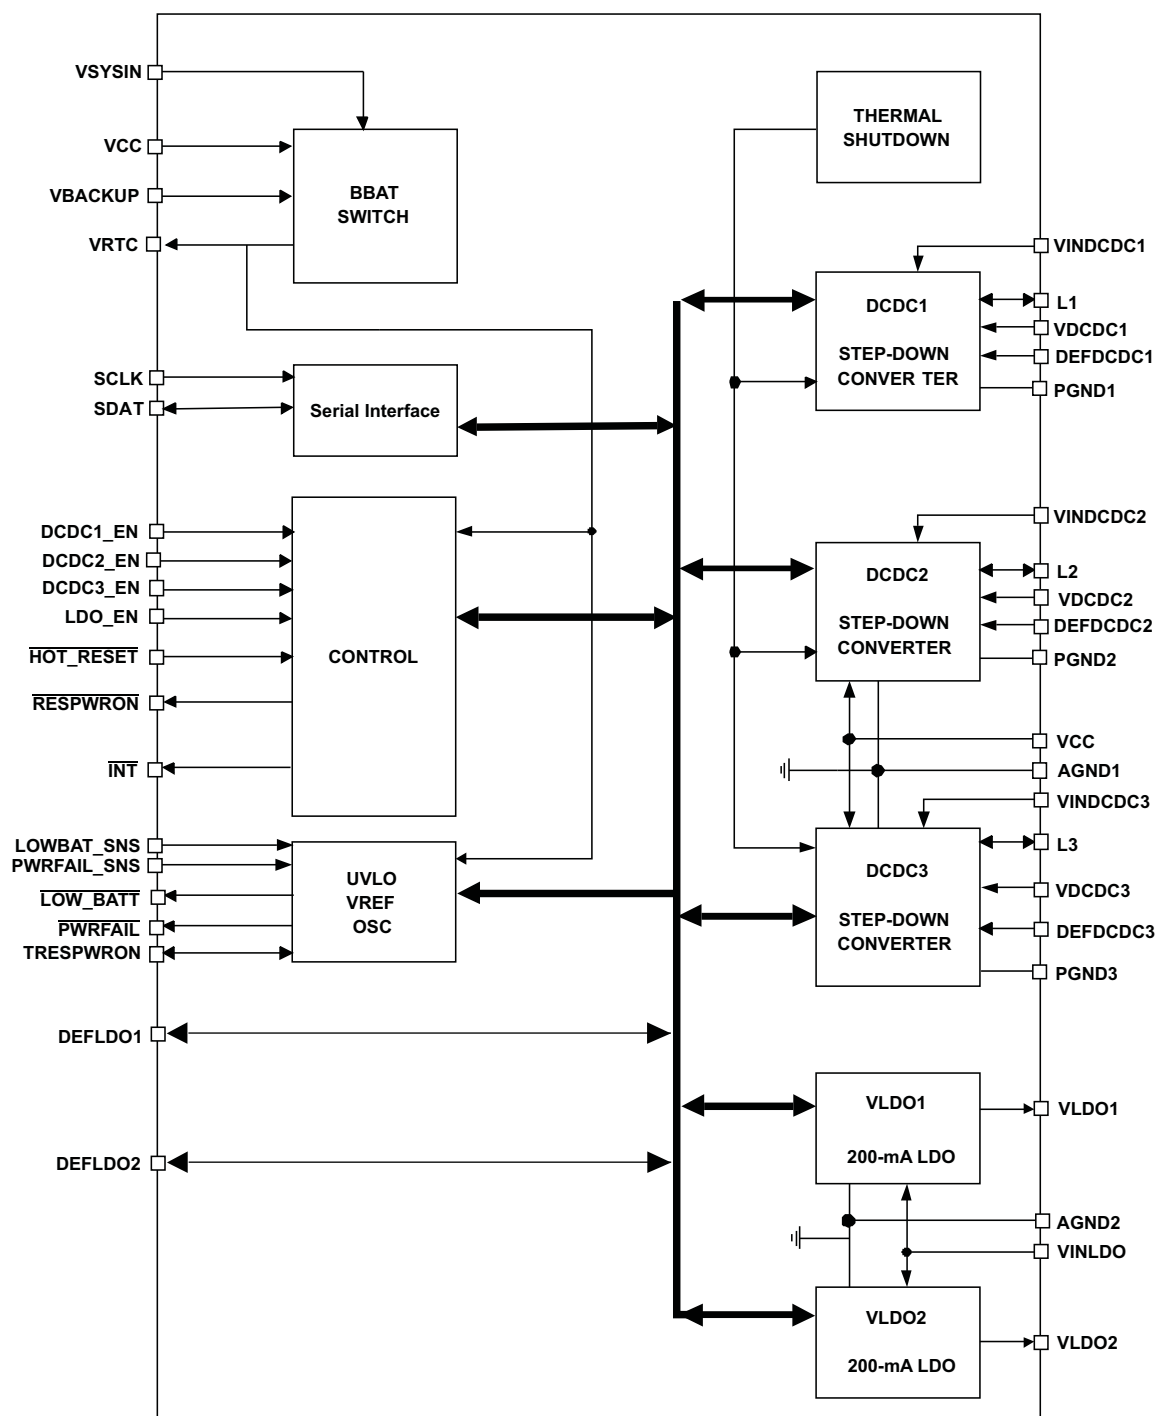 VSYSIN
VCC
VBACKUP
VRTC
BBAT
SWITCH
THERMAL
SHUTDOWN
SCLK
SDAT
Serial Interface
VINDCDC1
DCDC1
STEP-DOWN
CONVER TER
L1
VDCDC1
DEFDCDC1
PGND1
DCDC1_EN
DCDC2_EN
DCDC3_EN
LDO_EN
HOT_RESET
RESPWRON
INT
CONTROL
VINDCDC2
DCDC2
STEP-DOWN
CONVERTER
L2
VDCDC2
DEFDCDC2
PGND2
VCC
AGND1
VINDCDC3
LOWBAT_SNS
PWRFAIL_SNS
LOW_BATT
PWRFAIL
TRESPWRON
UVLO
VREF
OSC
DCDC3
STEP-DOWN
CONVERTER
L3
VDCDC3
DEFDCDC3
PGND3
DEFLDO1
DEFLDO2
VLDO1
200-mA LDO
VLDO1
AGND2
VINLDO
VLDO2
200-mA LDO
VLDO2